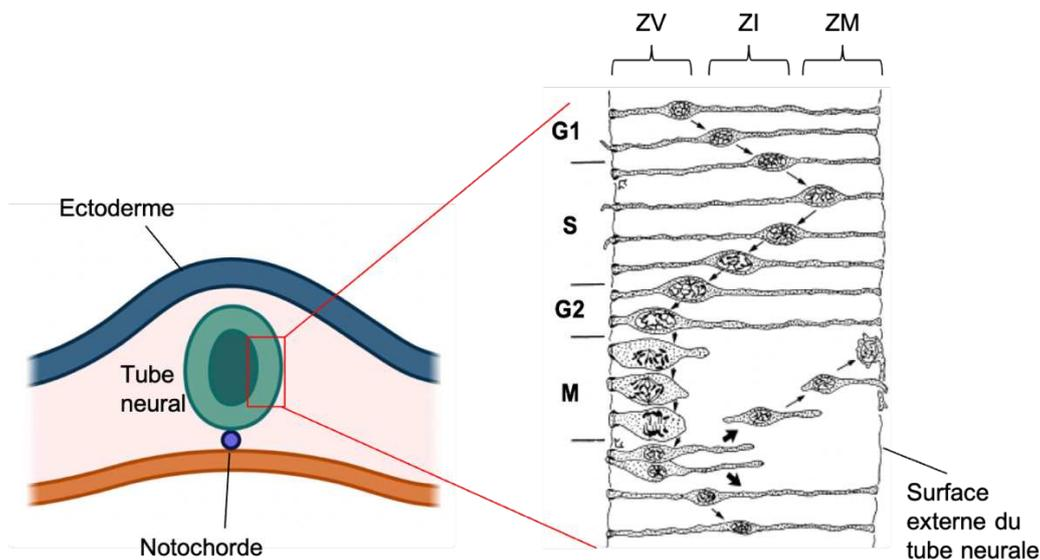 ZV ZI ZM
G1
S
G2
M
Ectoderme
Tube
neural
Notochorde
Surface
externe du
tube neurale